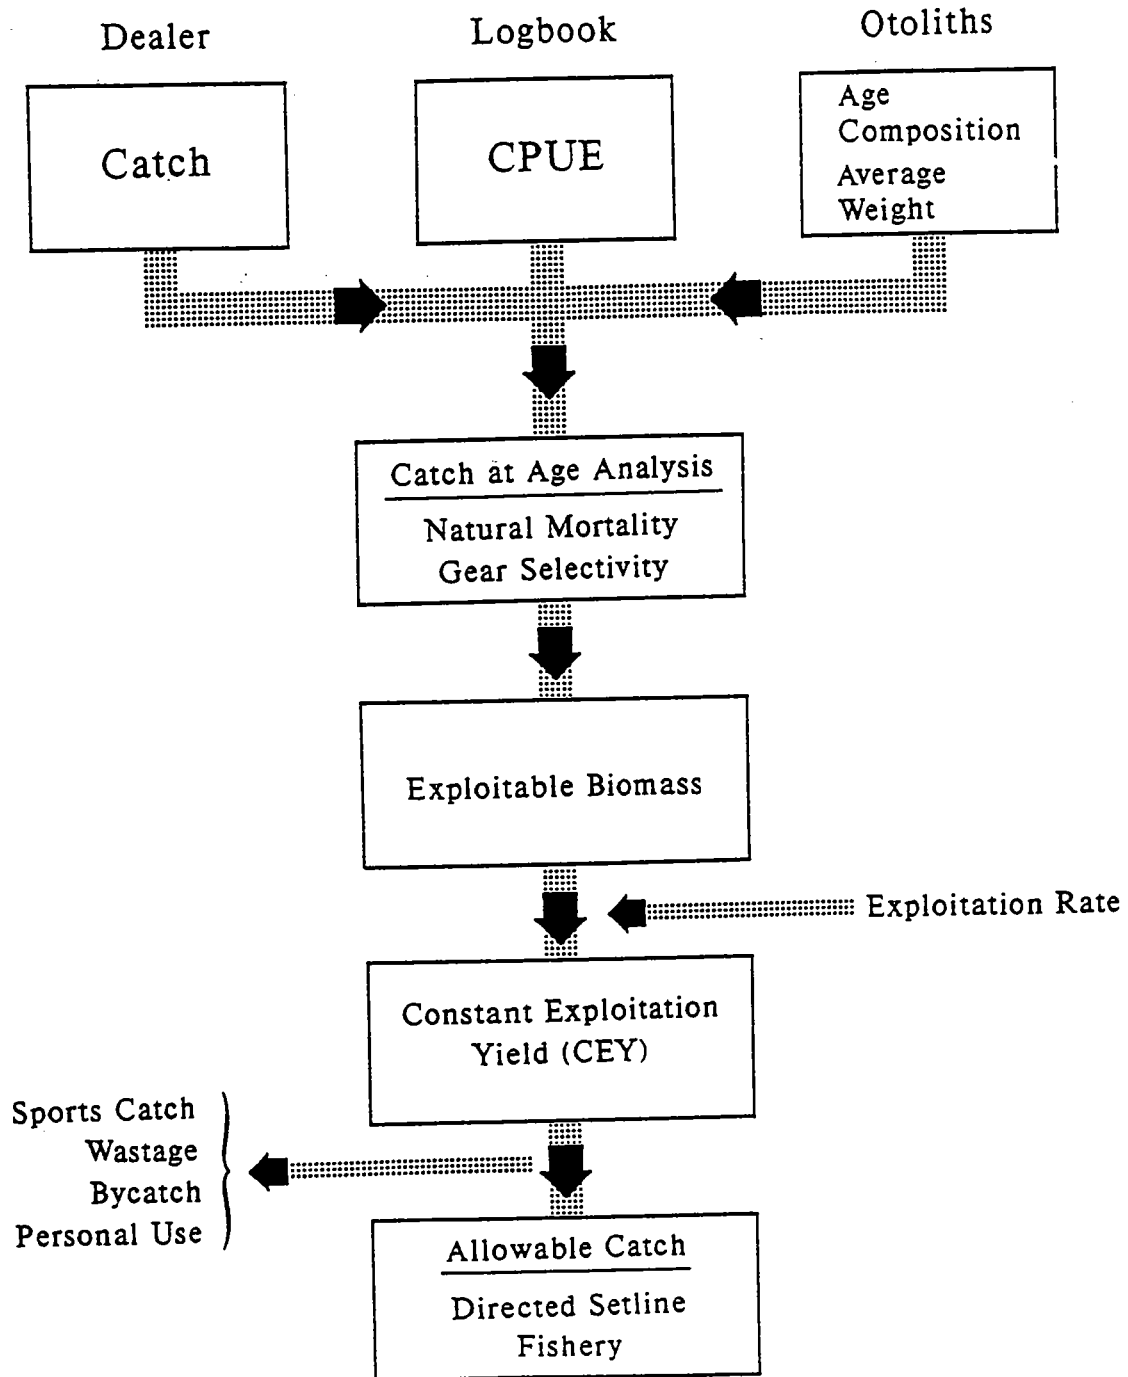 Dealer
Logbook
Otoliths
Catch
CPUE
Age
Composition
Average
Weight
Catch at Age Analysis
Natural Mortality
Gear Selectivity
Exploitable Biomass
Exploitation Rate
Constant Exploitation
Yield (CEY)
Sports Catch
Wastage
Bycatch
Personal Use
Allowable Catch
Directed Setline
Fishery